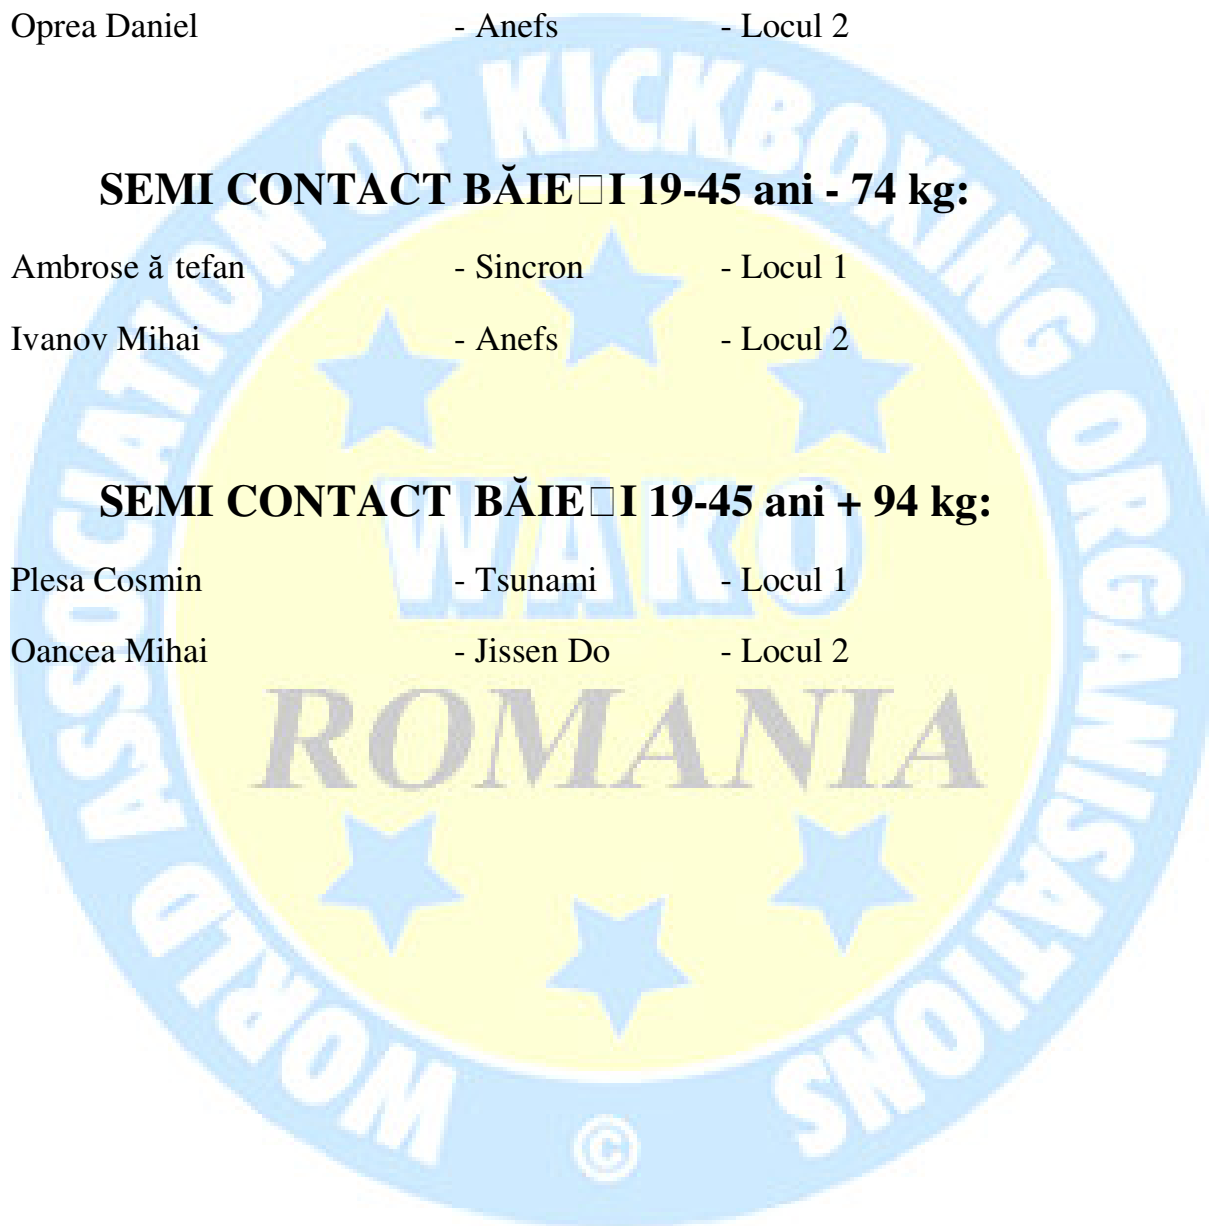 Oprea Daniel - Anefs - Locul 2
SEMI CONTACT BĂIE□I 19-45 ani - 74 kg:
Ambrose ă tefan - Sincron - Locul 1
Ivanov Mihai - Anefs - Locul 2
SEMI CONTACT BĂIE□I 19-45 ani + 94 kg:
Plesa Cosmin - Tsunami - Locul 1
Oancea Mihai - Jissen Do - Locul 2
WORLD ASSOCIATION OF KICKBOXING ORGANISATIONS
WAKO
ROMANIA
©